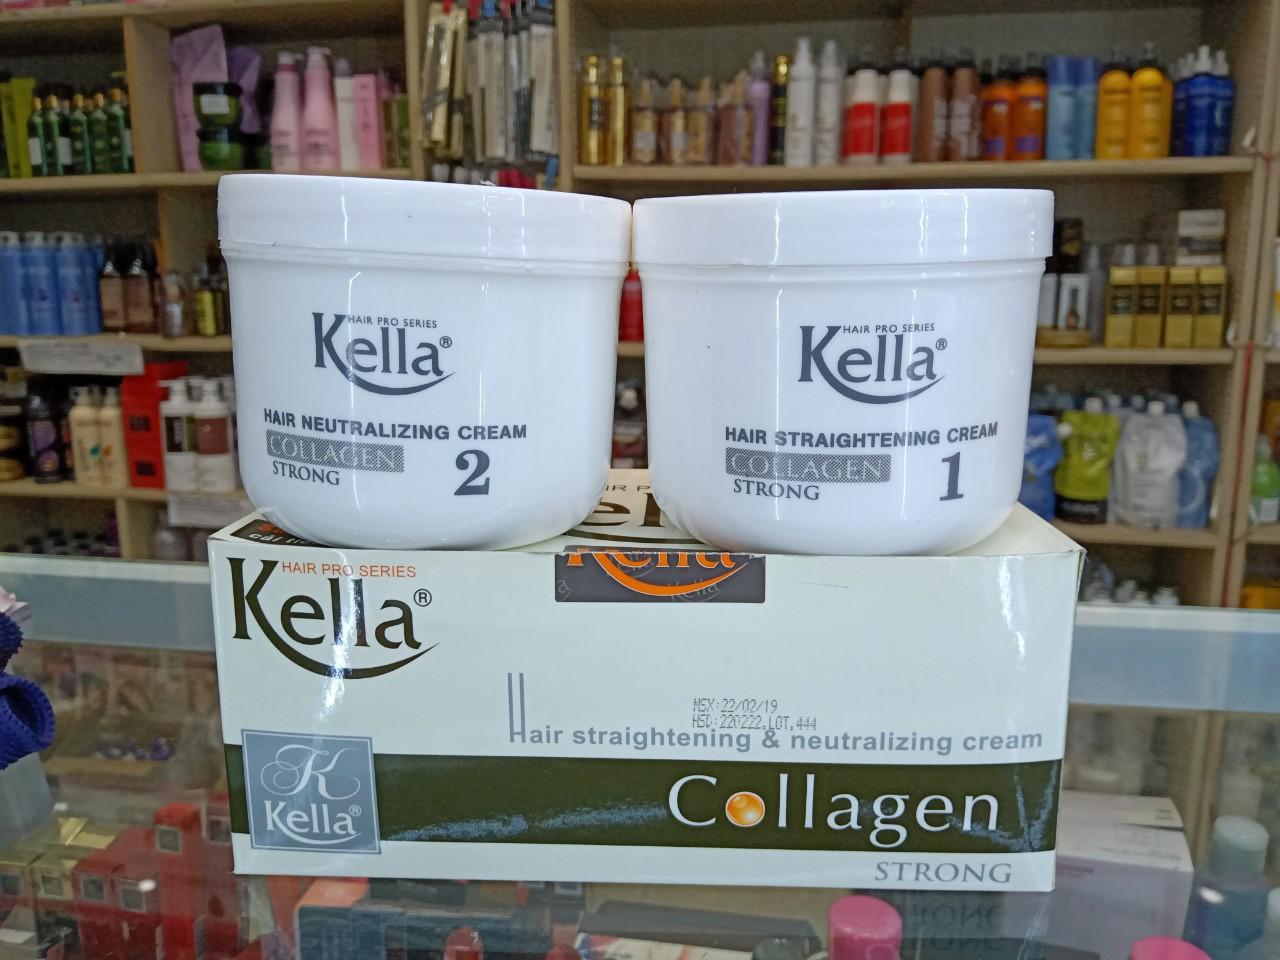 HAIR PRO SERIES
Kella®
HAIR NEUTRALIZING CREAM
COLLAGEN
STRONG
2
HAIR PRO SERIES
Kella®
HAIR STRAIGHTENING CREAM
COLLAGEN
STRONG
1
HAIR PRO SERIES
Kella®
Kella
Kella
NSX:22/02/19
HSD:220222.LOT.444
Hair straightening & neutralizing cream
K
Kella®
Collagen
STRONG